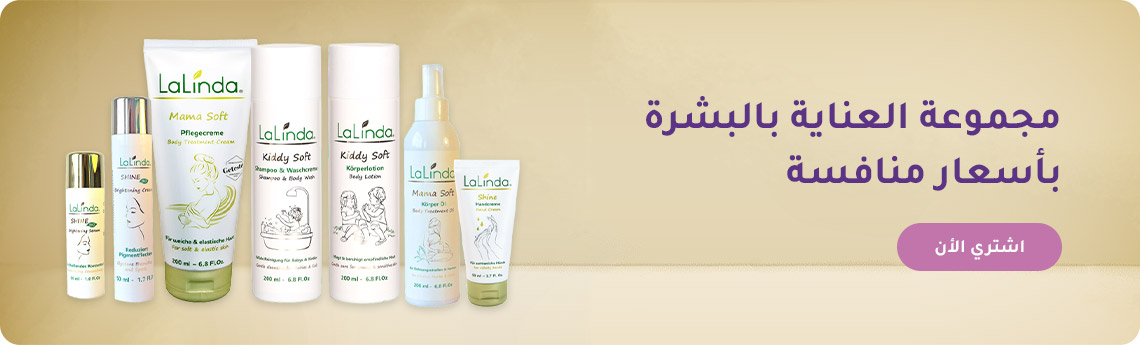 مجموعة العناية بالبشرة
بأسعار منافسة
اشتري الأن
LaLinda
SHINE
Brightening Serum
LaLinda
SHINE
Brightening Cream
Reduziert
Pigmentflecken
50 ml - 1.7 Fl.Oz
LaLinda®
Mama Soft
Pflegecreme
Body Treatment Cream
Für weiche & elastische Haut
For soft & elastic skin
200 ml – 6.8 Fl.Oz.
LaLinda®
Kiddy Soft
Shampoo & Waschcreme
Shampoo & Body Wash
200 ml - 6.8 Fl.Oz
LaLinda®
Kiddy Soft
Körperlotion
Body Lotion
200 ml - 6.8 Fl.Oz
LaLinda
Mama Soft
Körper Öl
Body Treatment Oil
200 ml - 6.8 Fl.Oz
LaLinda®
Shine
Handcreme
Hand Cream